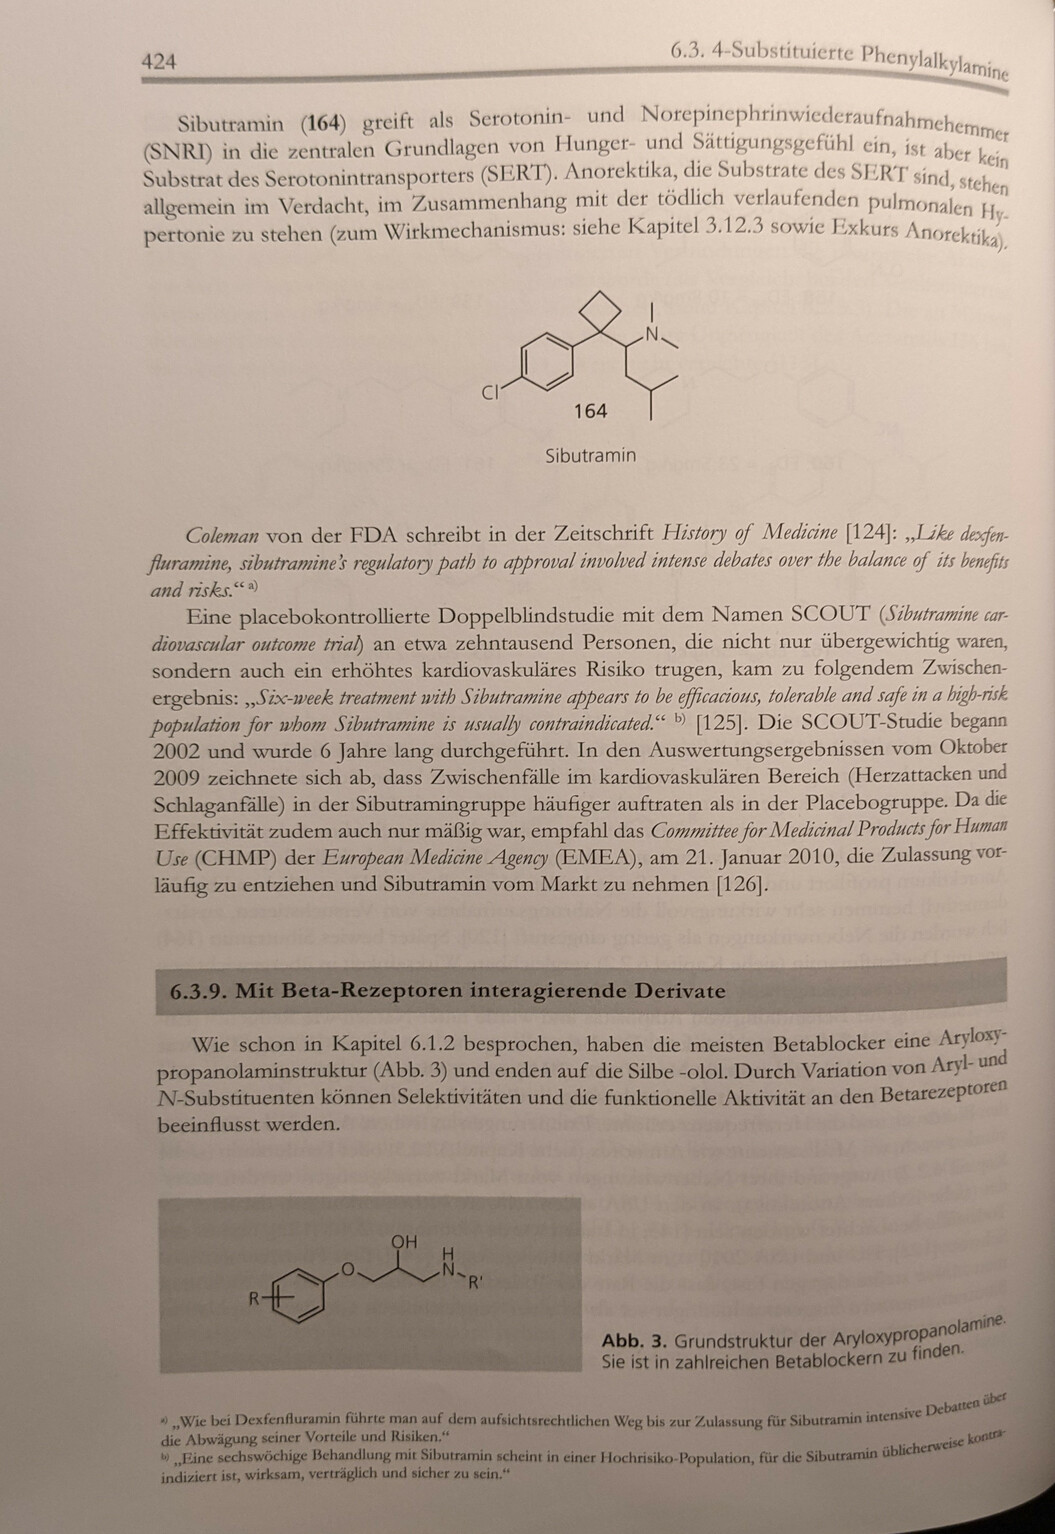 424
6.3. 4-Substituierte Phenylalkylamine
Sibutramin (164) greift als Serotonin- und Norepinephrinwiederaufnahmehemmer
(SNRI) in die zentralen Grundlagen von Hunger- und Sättigungsgefühl ein, ist aber kein
Substrat des Serotonintransporters (SERT). Anorektika, die Substrate des SERT sind, stehen
allgemein im Verdacht, im Zusammenhang mit der tödlich verlaufenden pulmonalen Hy-
pertonie zu stehen (zum Wirkmechanismus: siehe Kapitel 3.12.3 sowie Exkurs Anorektika).
N
Cl
164
Sibutramin
Coleman von der FDA schreibt in der Zeitschrift History of Medicine [124]: „Like dexfen-
fluramine, sibutramine's regulatory path to approval involved intense debates over the balance of its benefits
and risks.“ a)
Eine placebokontrollierte Doppelblindstudie mit dem Namen SCOUT (Sibutramine car-
diovascular outcome trial) an etwa zehntausend Personen, die nicht nur übergewichtig waren,
sondern auch ein erhöhtes kardiovaskuläres Risiko trugen, kam zu folgendem Zwischen-
ergebnis: „Six-week treatment with Sibutramine appears to be efficacious, tolerable and safe in a high-risk
population for whom Sibutramine is usually contraindicated.“ b) [125]. Die SCOUT-Studie begann
2002 und wurde 6 Jahre lang durchgeführt. In den Auswertungsergebnissen vom Oktober
2009 zeichnete sich ab, dass Zwischenfälle im kardiovaskulären Bereich (Herzattacken und
Schlaganfälle) in der Sibutramingruppe häufiger auftraten als in der Placebogruppe. Da die
Effektivität zudem auch nur mäßig war, empfahl das Committee for Medicinal Products for Human
Use (CHMP) der European Medicine Agency (EMEA), am 21. Januar 2010, die Zulassung vor-
läufig zu entziehen und Sibutramin vom Markt zu nehmen [126].
6.3.9. Mit Beta-Rezeptoren interagierende Derivate
Wie schon in Kapitel 6.1.2 besprochen, haben die meisten Betablocker eine Aryloxy-
propanolaminstruktur (Abb. 3) und enden auf die Silbe -olol. Durch Variation von Aryl- und
N-Substituenten können Selektivitäten und die funktionelle Aktivität an den Betarezeptoren
beeinflusst werden.
OH
H
O
N
R'
R
Abb. 3. Grundstruktur der Aryloxypropanolamine.
Sie ist in zahlreichen Betablockern zu finden.
a) „Wie bei Dexfenfluramin führte man auf dem aufsichtsrechtlichen Weg bis zur Zulassung für Sibutramin intensive Debatten über
die Abwägung seiner Vorteile und Risiken.“
b) „Eine sechswöchige Behandlung mit Sibutramin scheint in einer Hochrisiko-Population, für die Sibutramin üblicherweise kontra-
indiziert ist, wirksam, verträglich und sicher zu sein.“